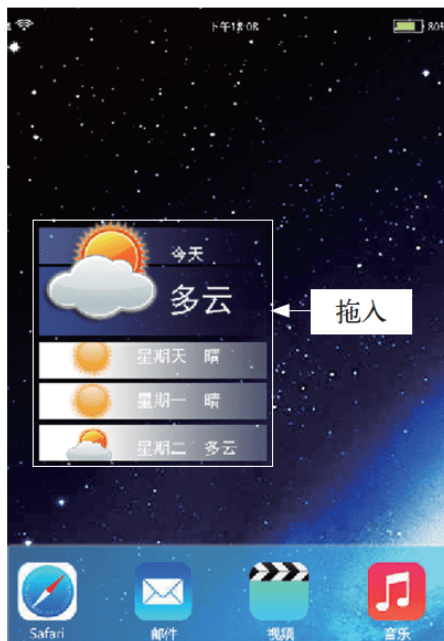 下午18:08
80%
今天
多云
拖入
星期天 晴
星期一 晴
星期二 多云
Safari
邮件
视频
音乐